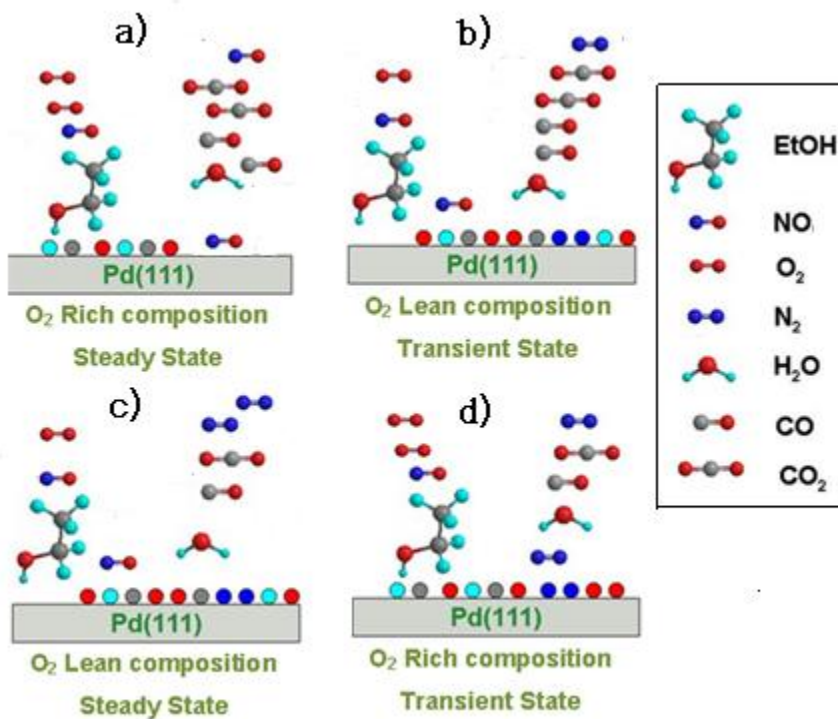 a)
Pd(111)
O₂ Rich composition
Steady State
b)
Pd(111)
O₂ Lean composition
Transient State
c)
Pd(111)
O₂ Lean composition
Steady State
d)
Pd(111)
O₂ Rich composition
Transient State
EtOH
NO
O₂
N₂
H₂O
CO
CO₂